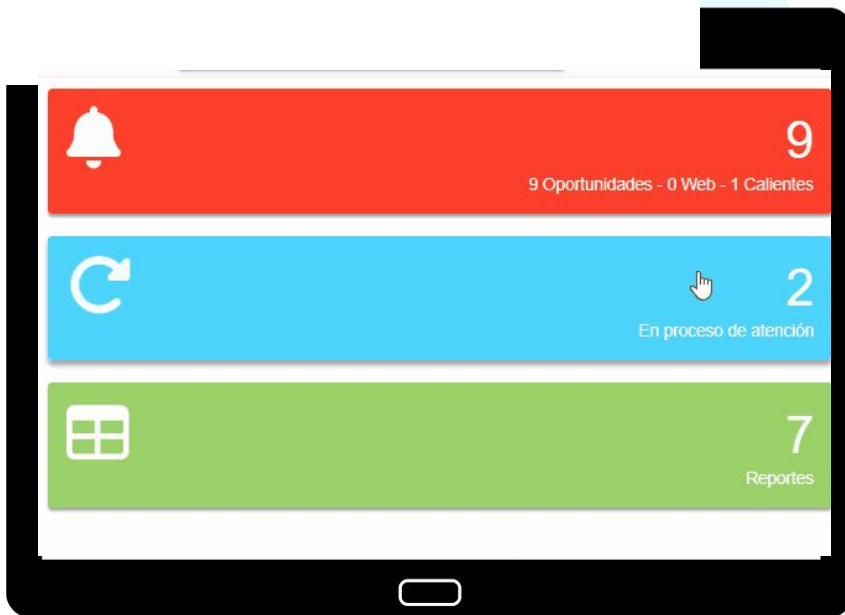 9
9 Oportunidades - 0 Web - 1 Calientes
2
En proceso de atención
7
Reportes